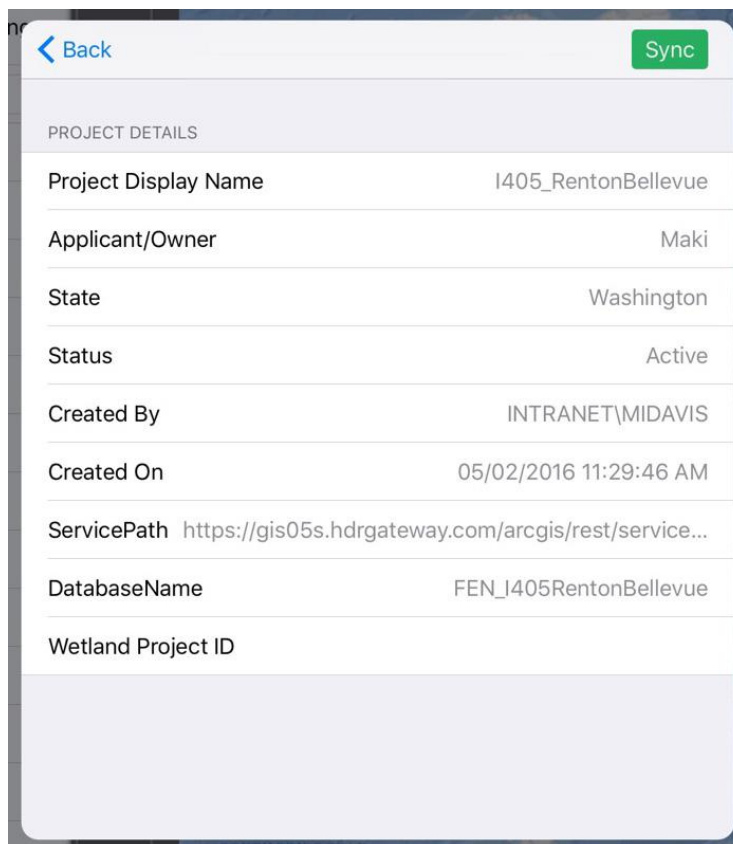 Back
Sync
PROJECT DETAILS
Project Display Name I405_RentonBellevue
Applicant/Owner Maki
State Washington
Status Active
Created By INTRANET\MIDAVIS
Created On 05/02/2016 11:29:46 AM
ServicePath https://gis05s.hdrgateway.com/arcgis/rest/service...
DatabaseName FEN_I405RentonBellevue
Wetland Project ID